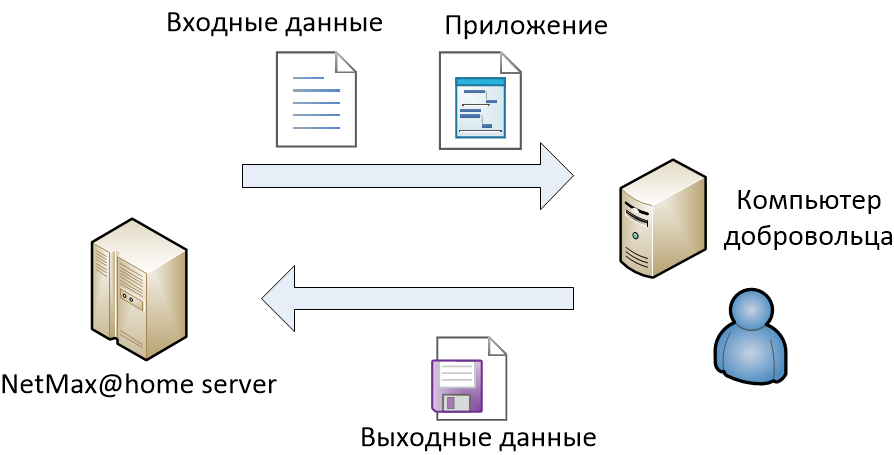 Входные данные
Приложение
Компьютер
добровольца
NetMax@home server
Выходные данные